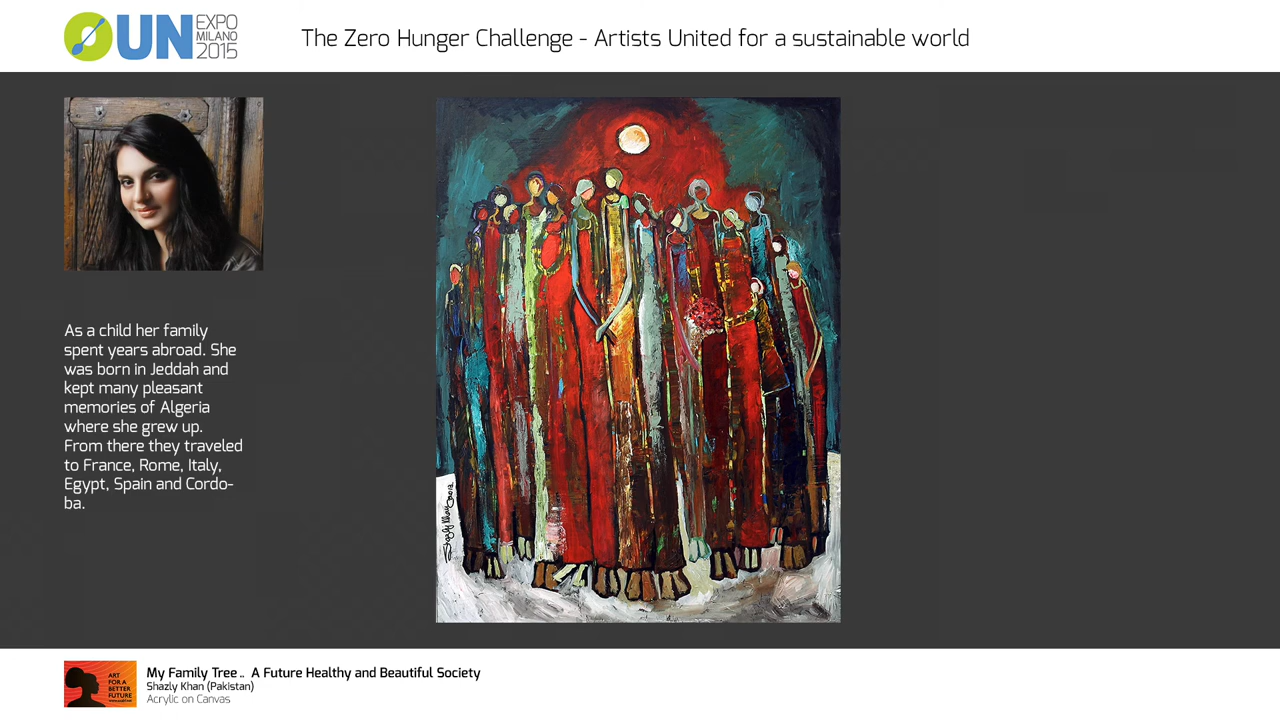 UN
EXPO
MILANO
2015
The Zero Hunger Challenge - Artists United for a sustainable world
As a child her family
spent years abroad. She
was born in Jeddah and
kept many pleasant
memories of Algeria
where she grew up.
From there they traveled
to France, Rome, Italy,
Egypt, Spain and Cordo-
ba.
Shazly Khan 2012
ART
FOR A
BETTER
FUTURE
My Family Tree .. A Future Healthy and Beautiful Society
Shazly Khan (Pakistan)
Acrylic on Canvas